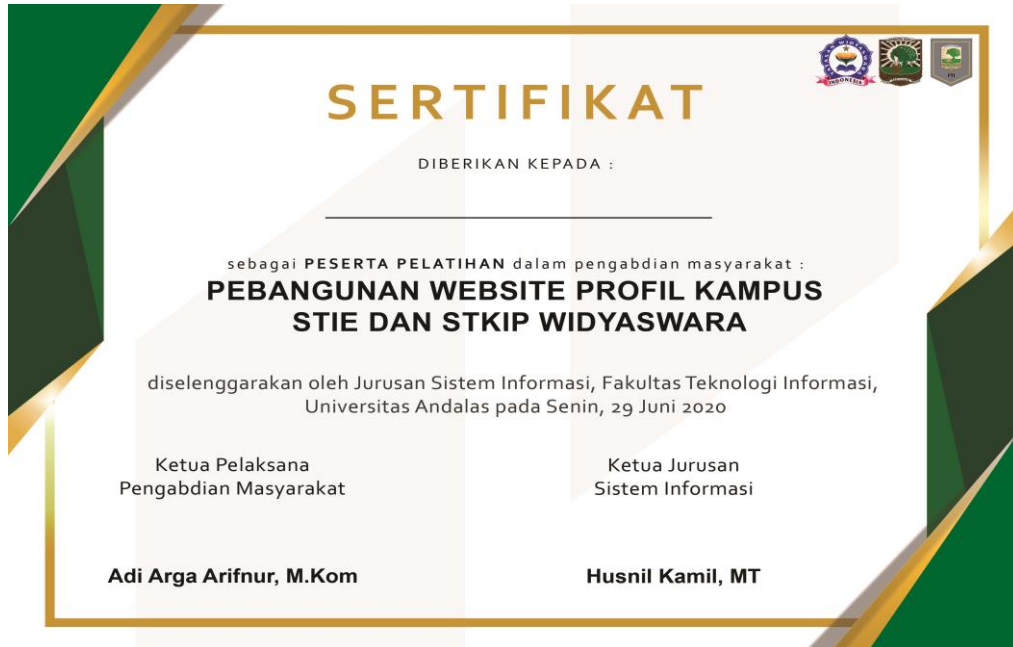 SERTIFIKAT
DIBERIKAN KEPADA :
sebagai PESERTA PELATIHAN dalam pengabdian masyarakat :
PEBANGUNAN WEBSITE PROFIL KAMPUS
STIE DAN STKIP WIDYASWARA
diselenggarakan oleh Jurusan Sistem Informasi, Fakultas Teknologi Informasi,
Universitas Andalas pada Senin, 29 Juni 2020
Ketua Pelaksana
Pengabdian Masyarakat
Ketua Jurusan
Sistem Informasi
Adi Arga Arifnur, M.Kom
Husnil Kamil, MT